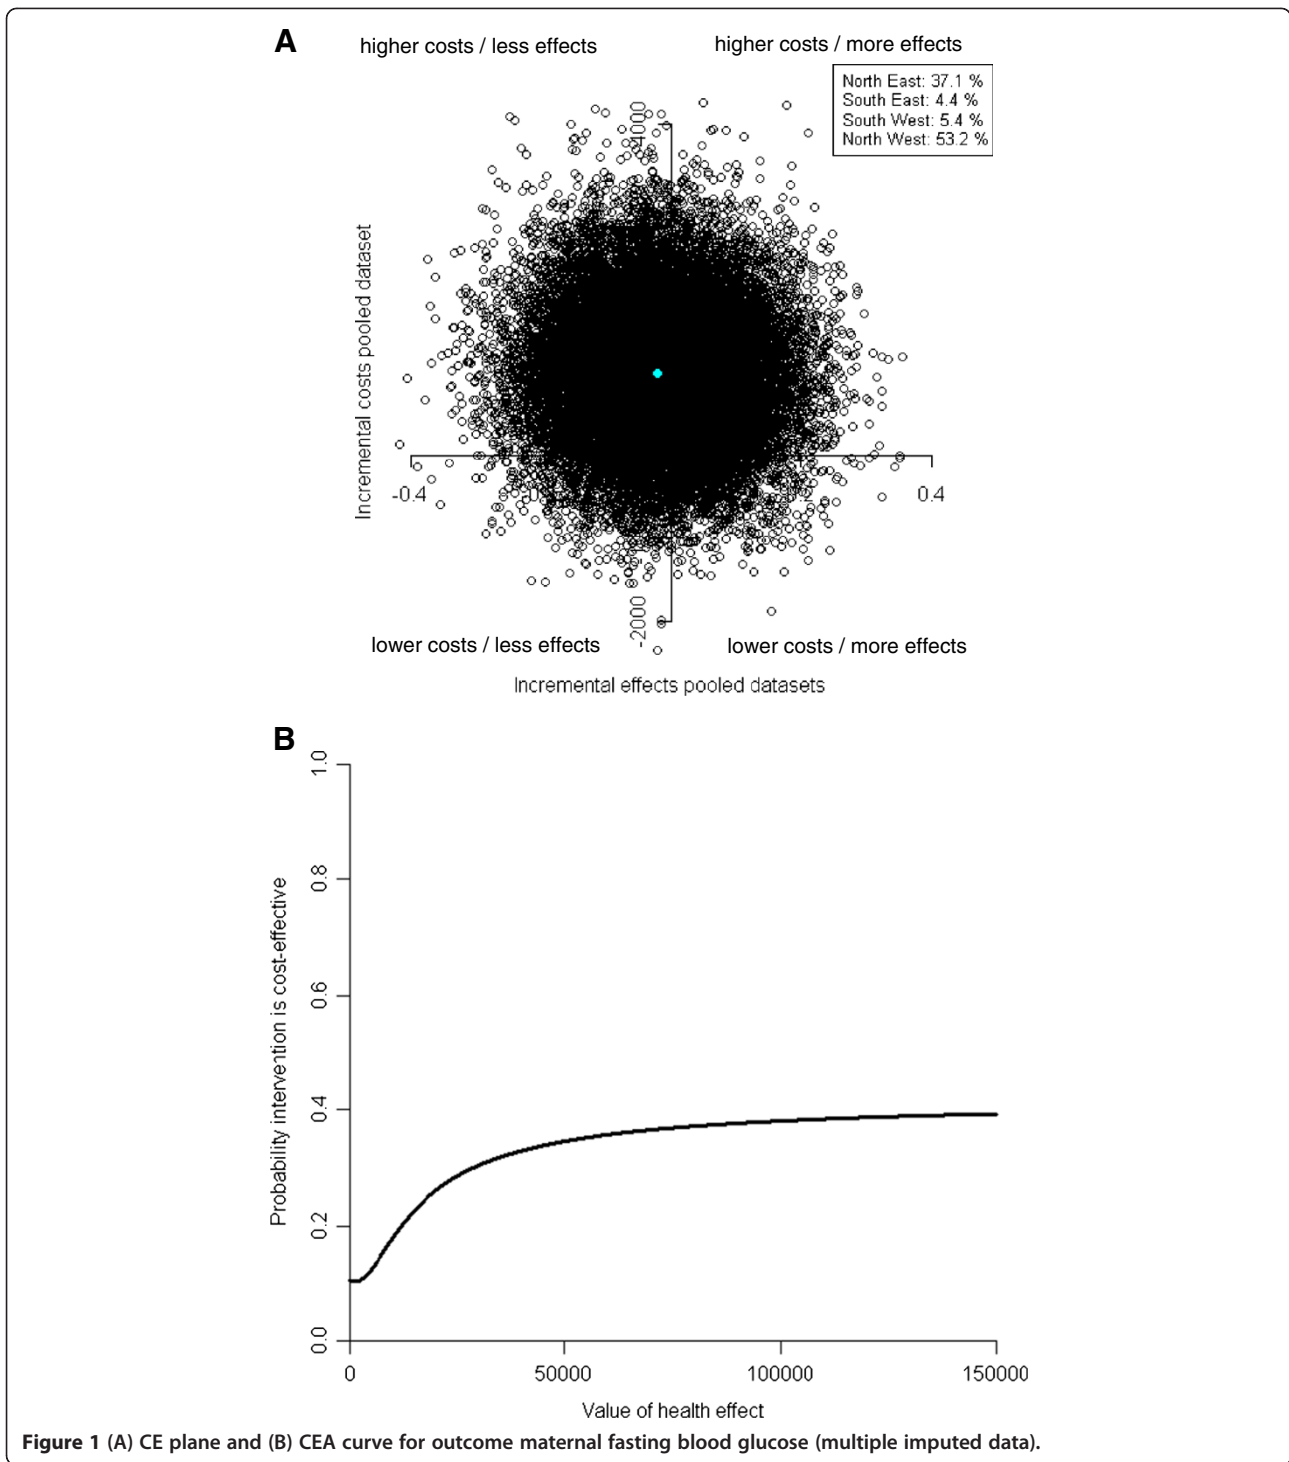 A
higher costs / less effects
higher costs / more effects
North East: 37.1 %
South East: 4.4 %
South West: 5.4 %
North West: 53.2 %
4000
Incremental costs pooled dataset
-0.4
0.4
-2000
lower costs / less effects
lower costs / more effects
Incremental effects pooled datasets
B
1.0
0.8
0.6
0.4
0.2
0.0
Probability intervention is cost-effective
0
50000
100000
150000
Value of health effect
Figure 1 (A) CE plane and (B) CEA curve for outcome maternal fasting blood glucose (multiple imputed data).